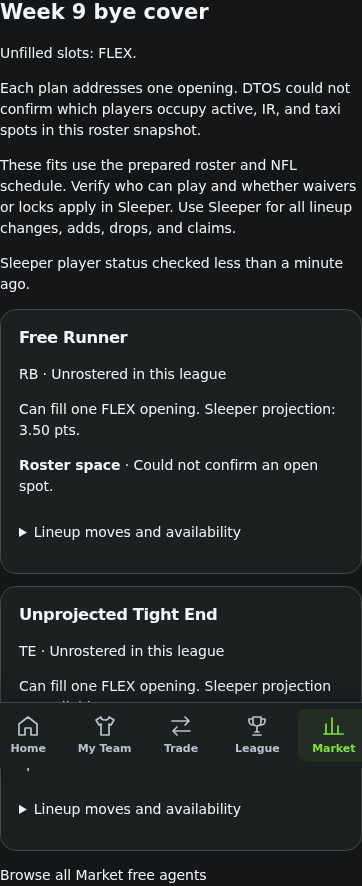 Week 9 bye cover
Unfilled slots: FLEX.
Each plan addresses one opening. DTOS could not
confirm which players occupy active, IR, and taxi
spots in this roster snapshot.
These fits use the prepared roster and NFL
schedule. Verify who can play and whether waivers
or locks apply in Sleeper. Use Sleeper for all lineup
changes, adds, drops, and claims.
Sleeper player status checked less than a minute
ago.
Free Runner
RB · Unrostered in this league
Can fill one FLEX opening. Sleeper projection:
3.50 pts.
Roster space · Could not confirm an open
spot.
▶ Lineup moves and availability
Unprojected Tight End
TE · Unrostered in this league
Can fill one FLEX opening. Sleeper projection
Home
My Team
Trade
League
Market
▶ Lineup moves and availability
Browse all Market free agents